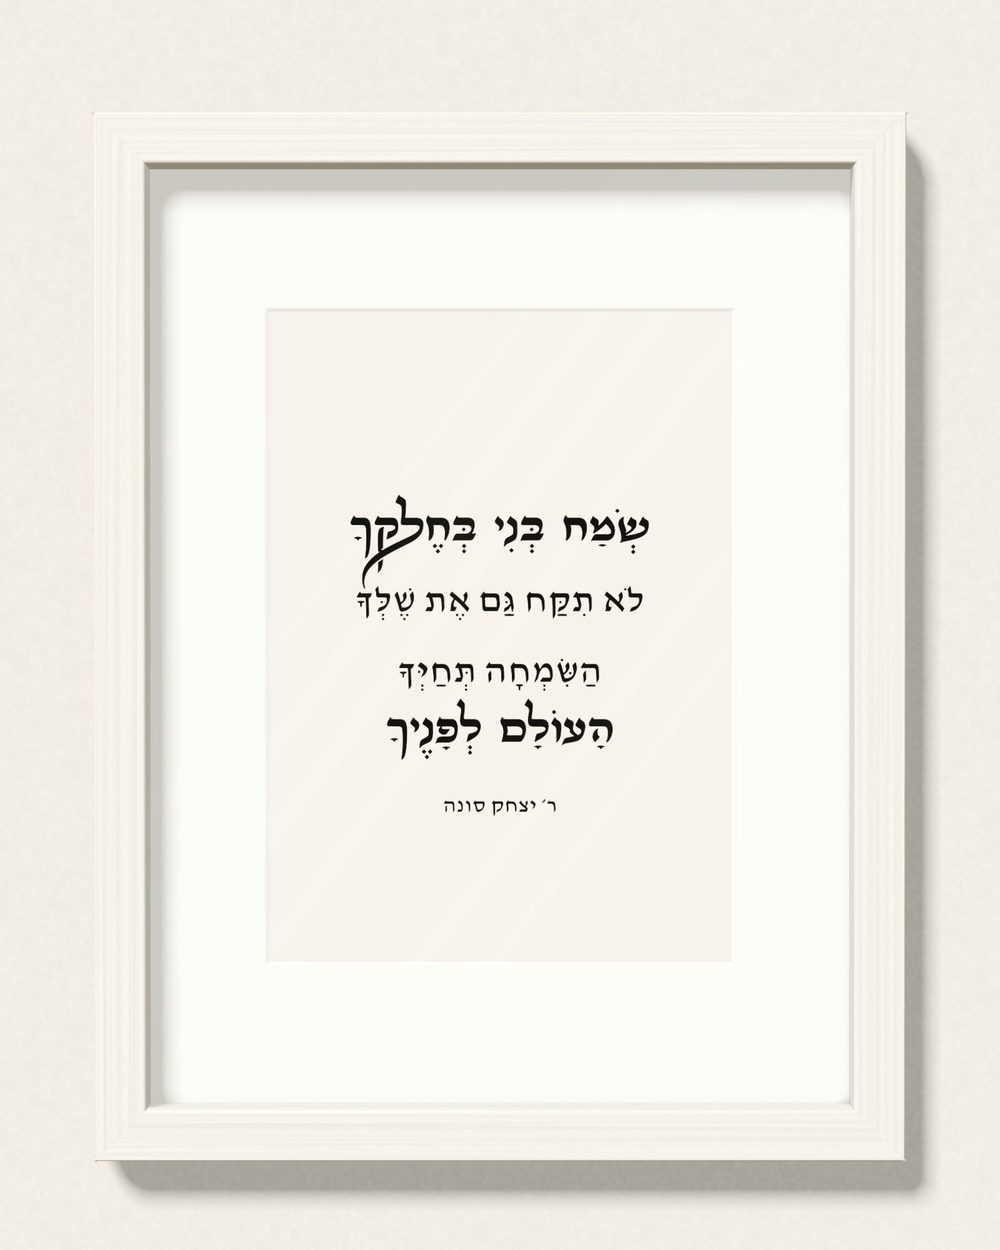 שְׂמַח בְּנִי בְּחֶלְקְךָ
לֹא תִקַּח גַּם אֶת שֶׁלְּךָ
הַשִּׂמְחָה תְּחַיְּךָ
הָעוֹלָם לְפָנֶיךָ
ר׳ יצחק סונה